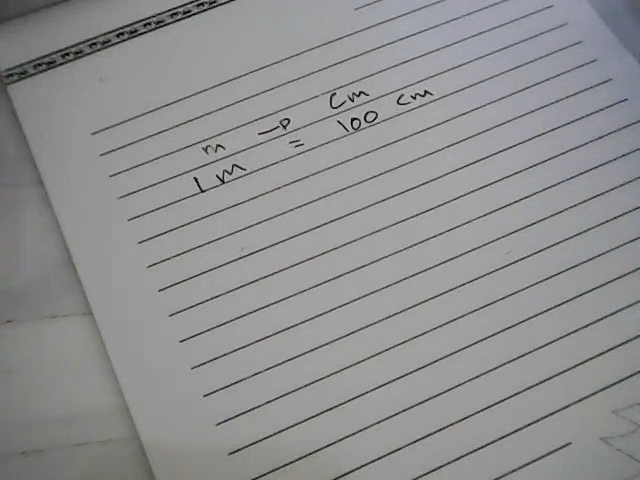 m → cm
1 m = 100 cm